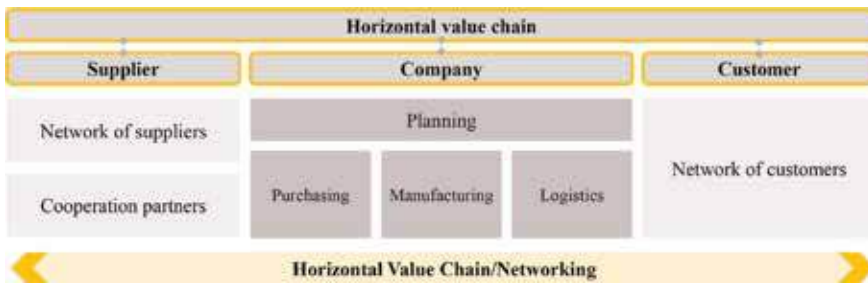 Horizontal value chain
Supplier
Company
Customer
Network of suppliers
Cooperation partners
Planning
Purchasing
Manufacturing
Logistics
Network of customers
Horizontal Value Chain/Networking